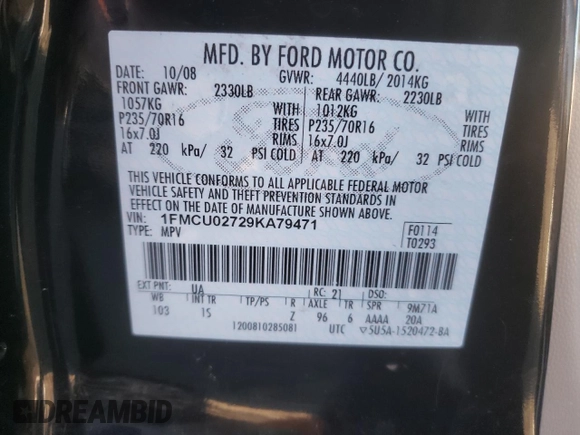 MFD. BY FORD MOTOR CO.
DATE: 10/08 GVWR: 4440LB/ 2014KG
FRONT GAWR: 2330LB REAR GAWR: 2230LB
1057KG WITH 1012KG WITH
P235/70R16 TIRES P235/70R16 TIRES
16x7.0J RIMS 16x7.0J RIMS
AT 220 kPa/ 32 PSI COLD AT 220 kPa/ 32 PSI COLD
THIS VEHICLE CONFORMS TO ALL APPLICABLE FEDERAL MOTOR
VEHICLE SAFETY AND THEFT PREVENTION STANDARDS IN
EFFECT ON THE DATE OF MANUFACTURE SHOWN ABOVE.
VIN: 1FMCU02729KA79471 F0114
TYPE: MPV T0293
EXT PNT: UA RC: 21 DSO:
WB INT TR TP/PS R AXLE TR SPR 9M71A
103 IS Z 96 6 AAAA 20A
120081028508I UTC ▽5U5A-1520472-BA
Ford
DREAMBID